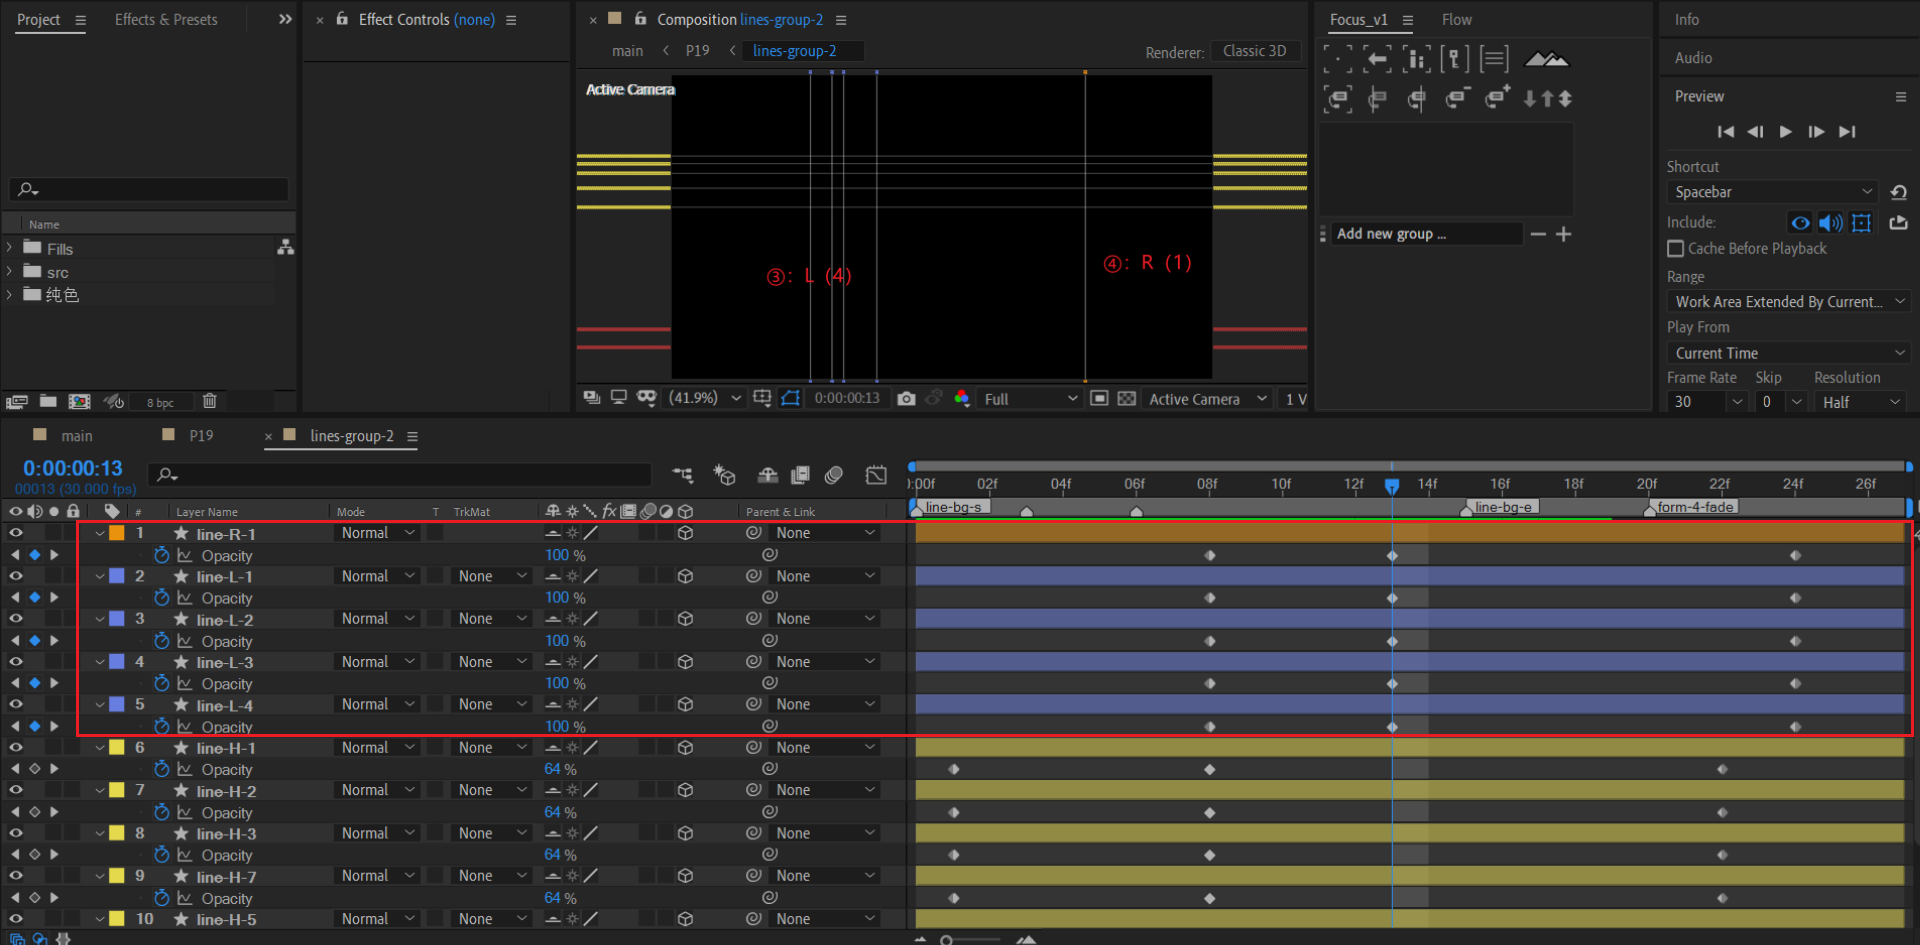 Project
Effects & Presets
Effect Controls (none)
Composition lines-group-2
main
P19
lines-group-2
Renderer:
Classic 3D
Active Camera
③: L (4)
④: R (1)
(41.9%)
0:00:00:13
Full
Active Camera
1 V
Name
Fills
src
纯色
8 bpc
Focus_v1
Flow
Add new group ...
Info
Audio
Preview
Shortcut
Spacebar
Include:
Cache Before Playback
Range
Work Area Extended By Current...
Play From
Current Time
Frame Rate Skip Resolution
30 0 Half
main
P19
lines-group-2
0:00:00:13
00013 (30.000 fps)
:00f 02f 04f 06f 08f 10f 12f 14f 16f 18f 20f 22f 24f 26f
line-bg-s line-bg-e form-4-fade
# Layer Name Mode T TrkMat fx Parent & Link
1 line-R-1 Normal None
Opacity 100 %
2 line-L-1 Normal None None
Opacity 100 %
3 line-L-2 Normal None None
Opacity 100 %
4 line-L-3 Normal None None
Opacity 100 %
5 line-L-4 Normal None None
Opacity 100 %
6 line-H-1 Normal None None
Opacity 64 %
7 line-H-2 Normal None None
Opacity 64 %
8 line-H-3 Normal None None
Opacity 64 %
9 line-H-7 Normal None None
Opacity 64 %
10 line-H-5 Normal None None